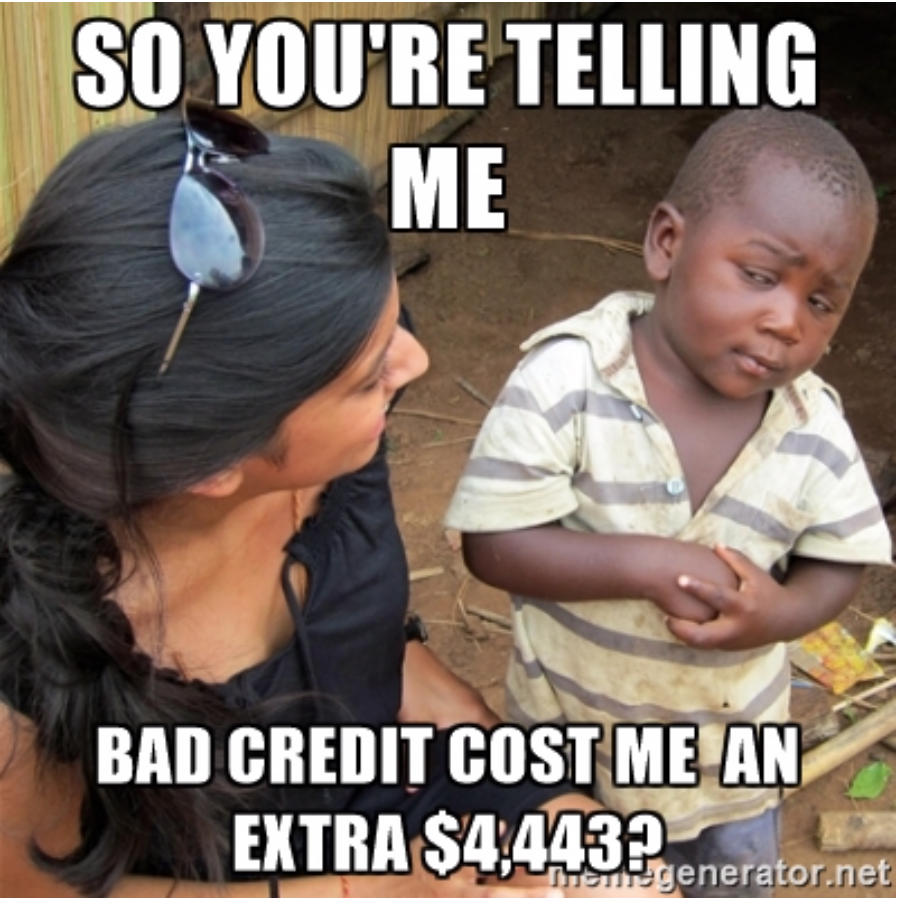 SO YOU'RE TELLING
ME
BAD CREDIT COST ME AN
EXTRA $4,443?
memegenerator.net